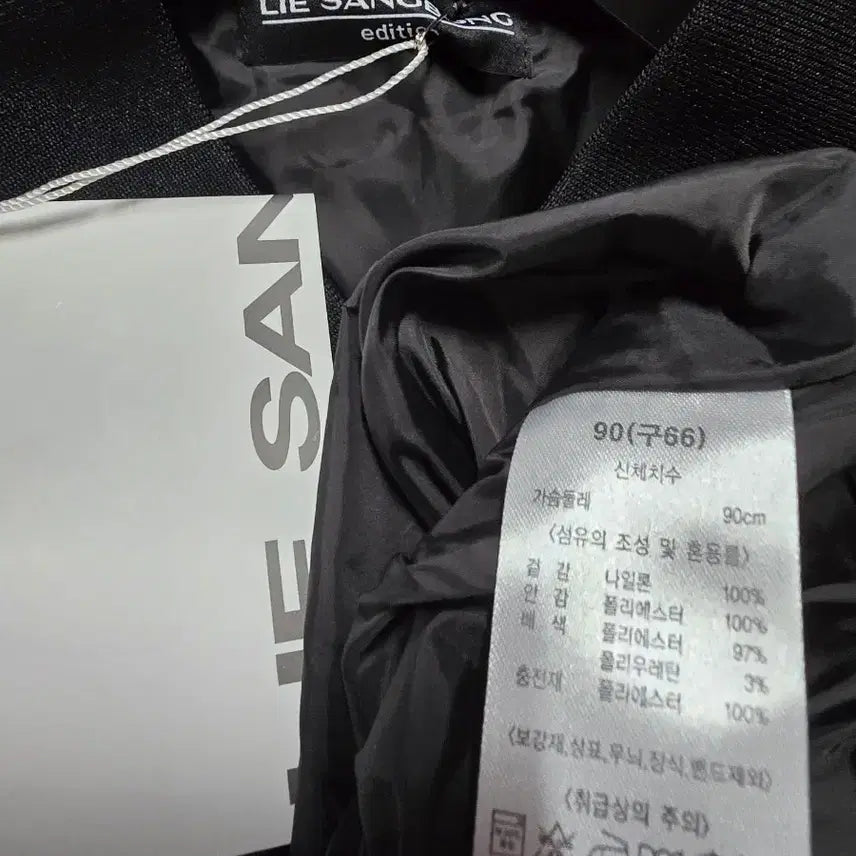 LIE SANGB ENG
editio
LIE SAN
90(구66)
신체치수
가슴둘레 90cm
〈섬유의 조성 및 혼용률〉
겉 감 나일론 100%
안 감 폴리에스터 100%
배 색 폴리에스터 97%
폴리우레탄 3%
충전재 폴리에스터 100%
〈보강재,상표,무늬,장식,밴드제외〉
〈취급상의 주의〉